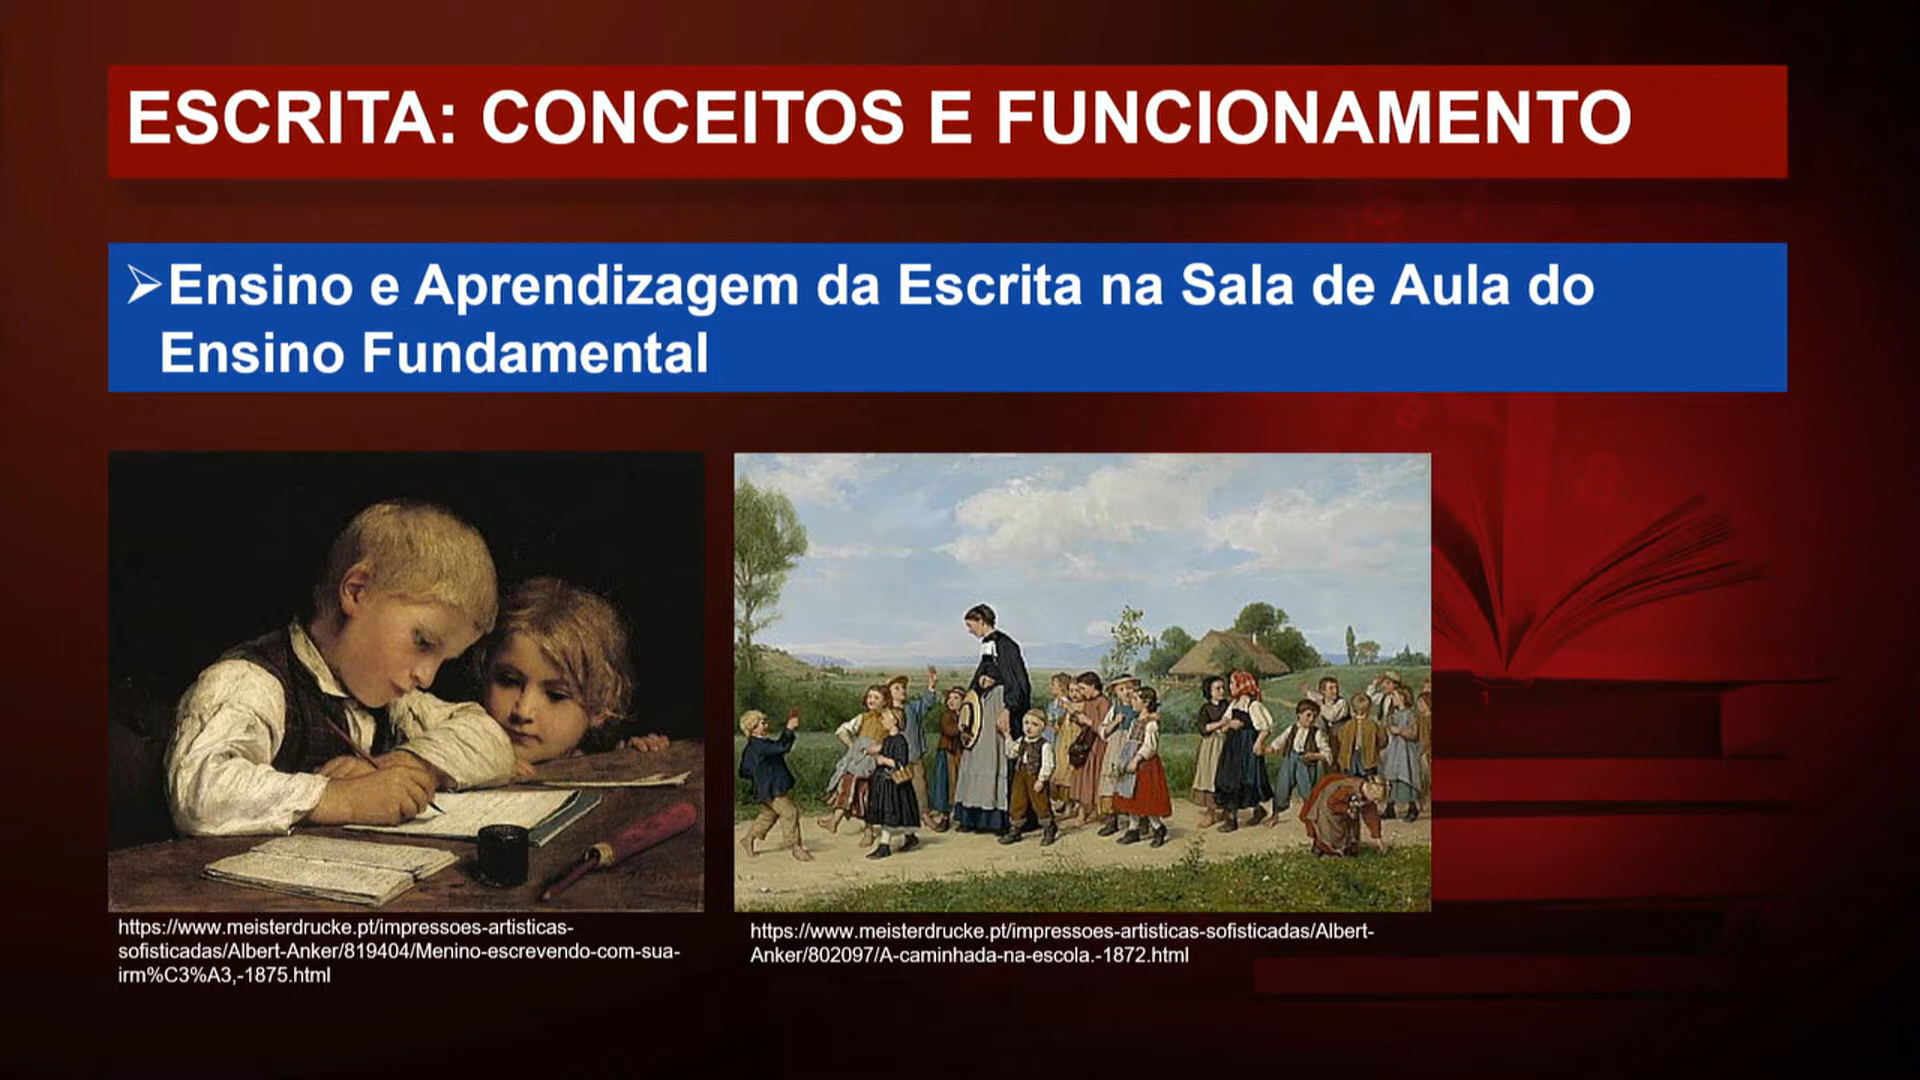 ESCRITA: CONCEITOS E FUNCIONAMENTO
➢Ensino e Aprendizagem da Escrita na Sala de Aula do
Ensino Fundamental
https://www.meisterdrucke.pt/impressoes-artisticas-
sofisticadas/Albert-Anker/819404/Menino-escrevendo-com-sua-
irm%C3%A3,-1875.html
https://www.meisterdrucke.pt/impressoes-artisticas-sofisticadas/Albert-
Anker/802097/A-caminhada-na-escola.-1872.html